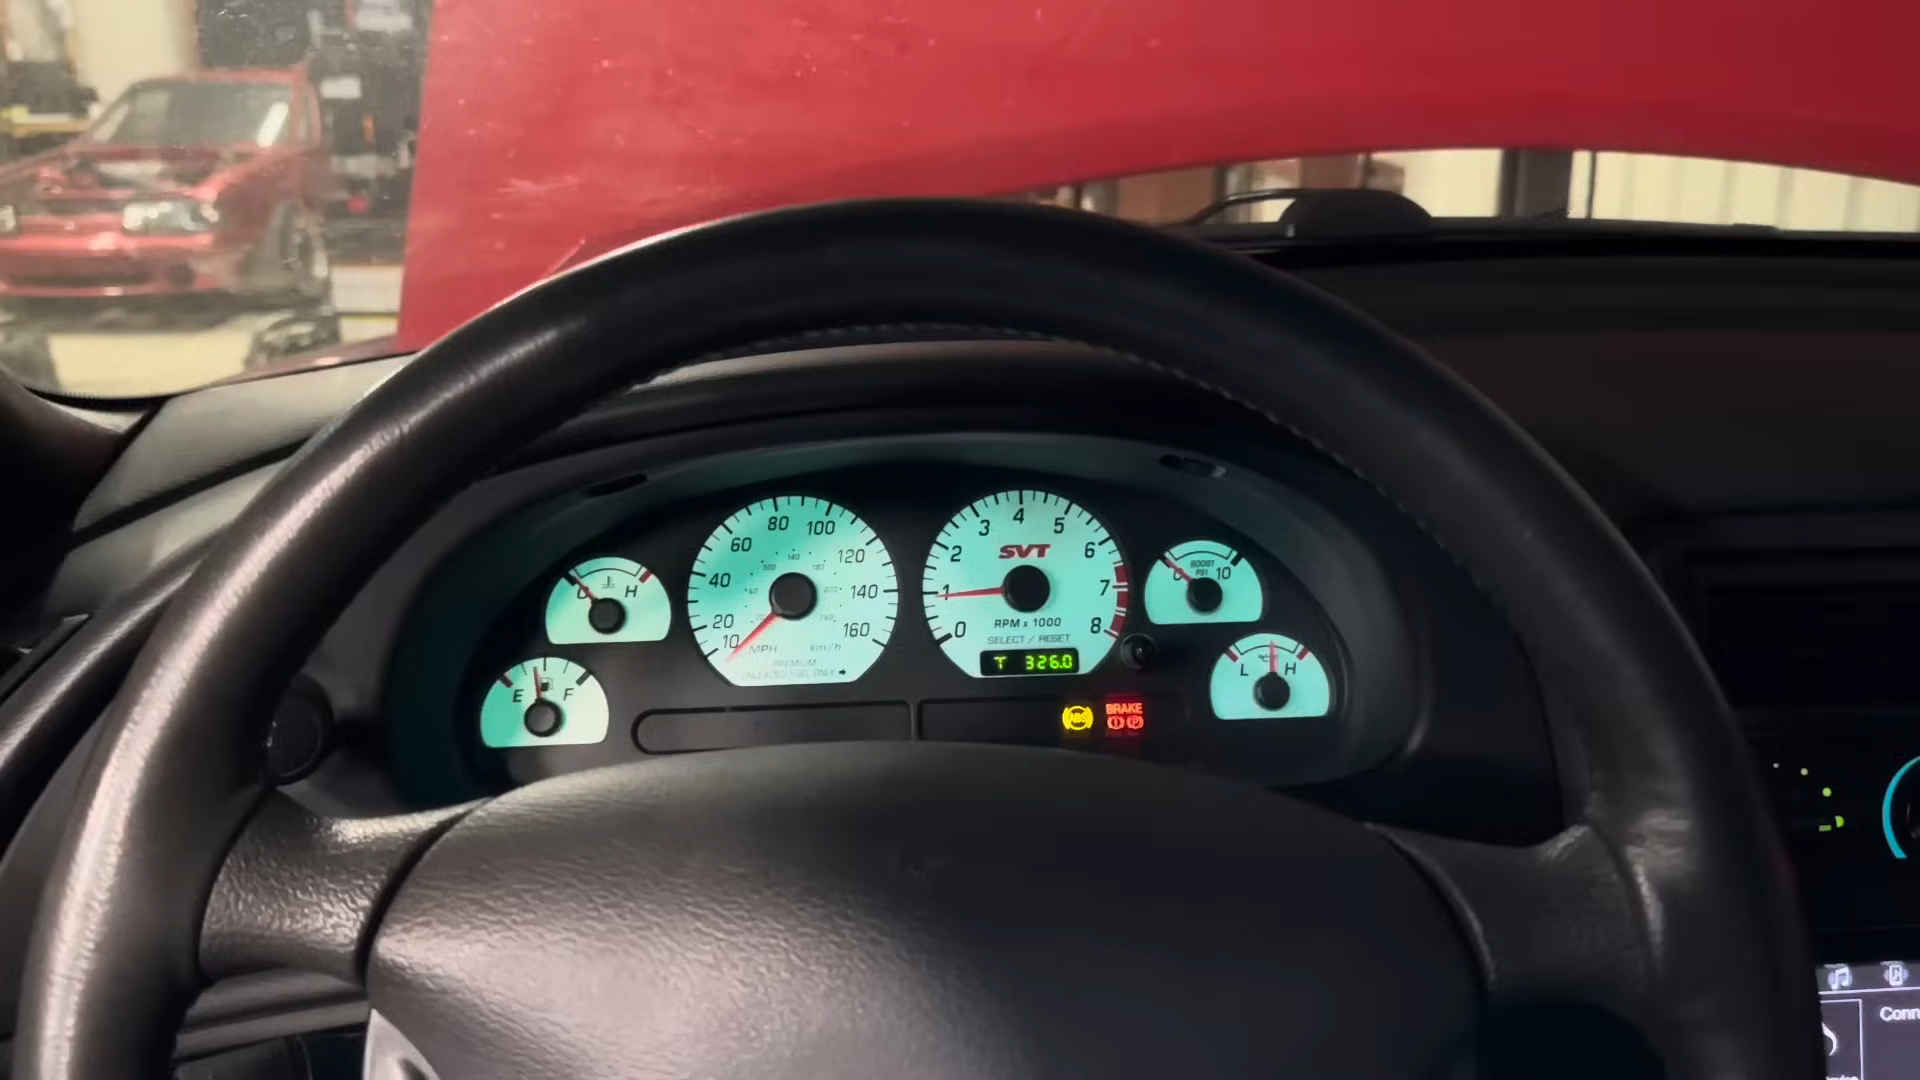 80
100
60
120
40
140
20
160
10
MPH
km/h
PREMIUM
UNLEADED FUEL ONLY
4
3
5
2
6
SVT
1
7
0
8
RPM x 1000
SELECT / RESET
T 326.0
C
H
E
F
BOOST
PSI
0
10
L
H
ABS
BRAKE
P